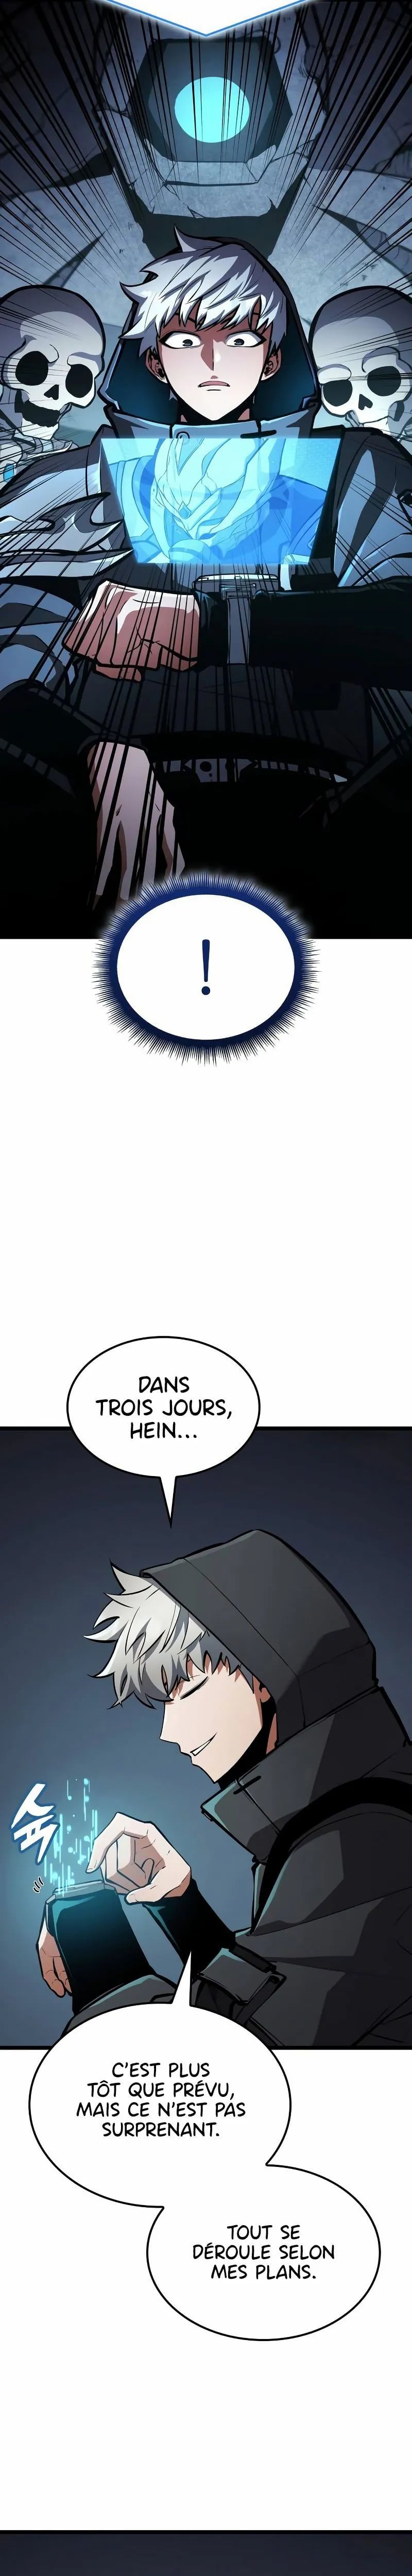 !
DANS
TROIS JOURS,
HEIN...
슉
C'EST PLUS
TÔT QUE PRÉVU,
MAIS CE N'EST PAS
SURPRENANT.
TOUT SE
DÉROULE SELON
MES PLANS.